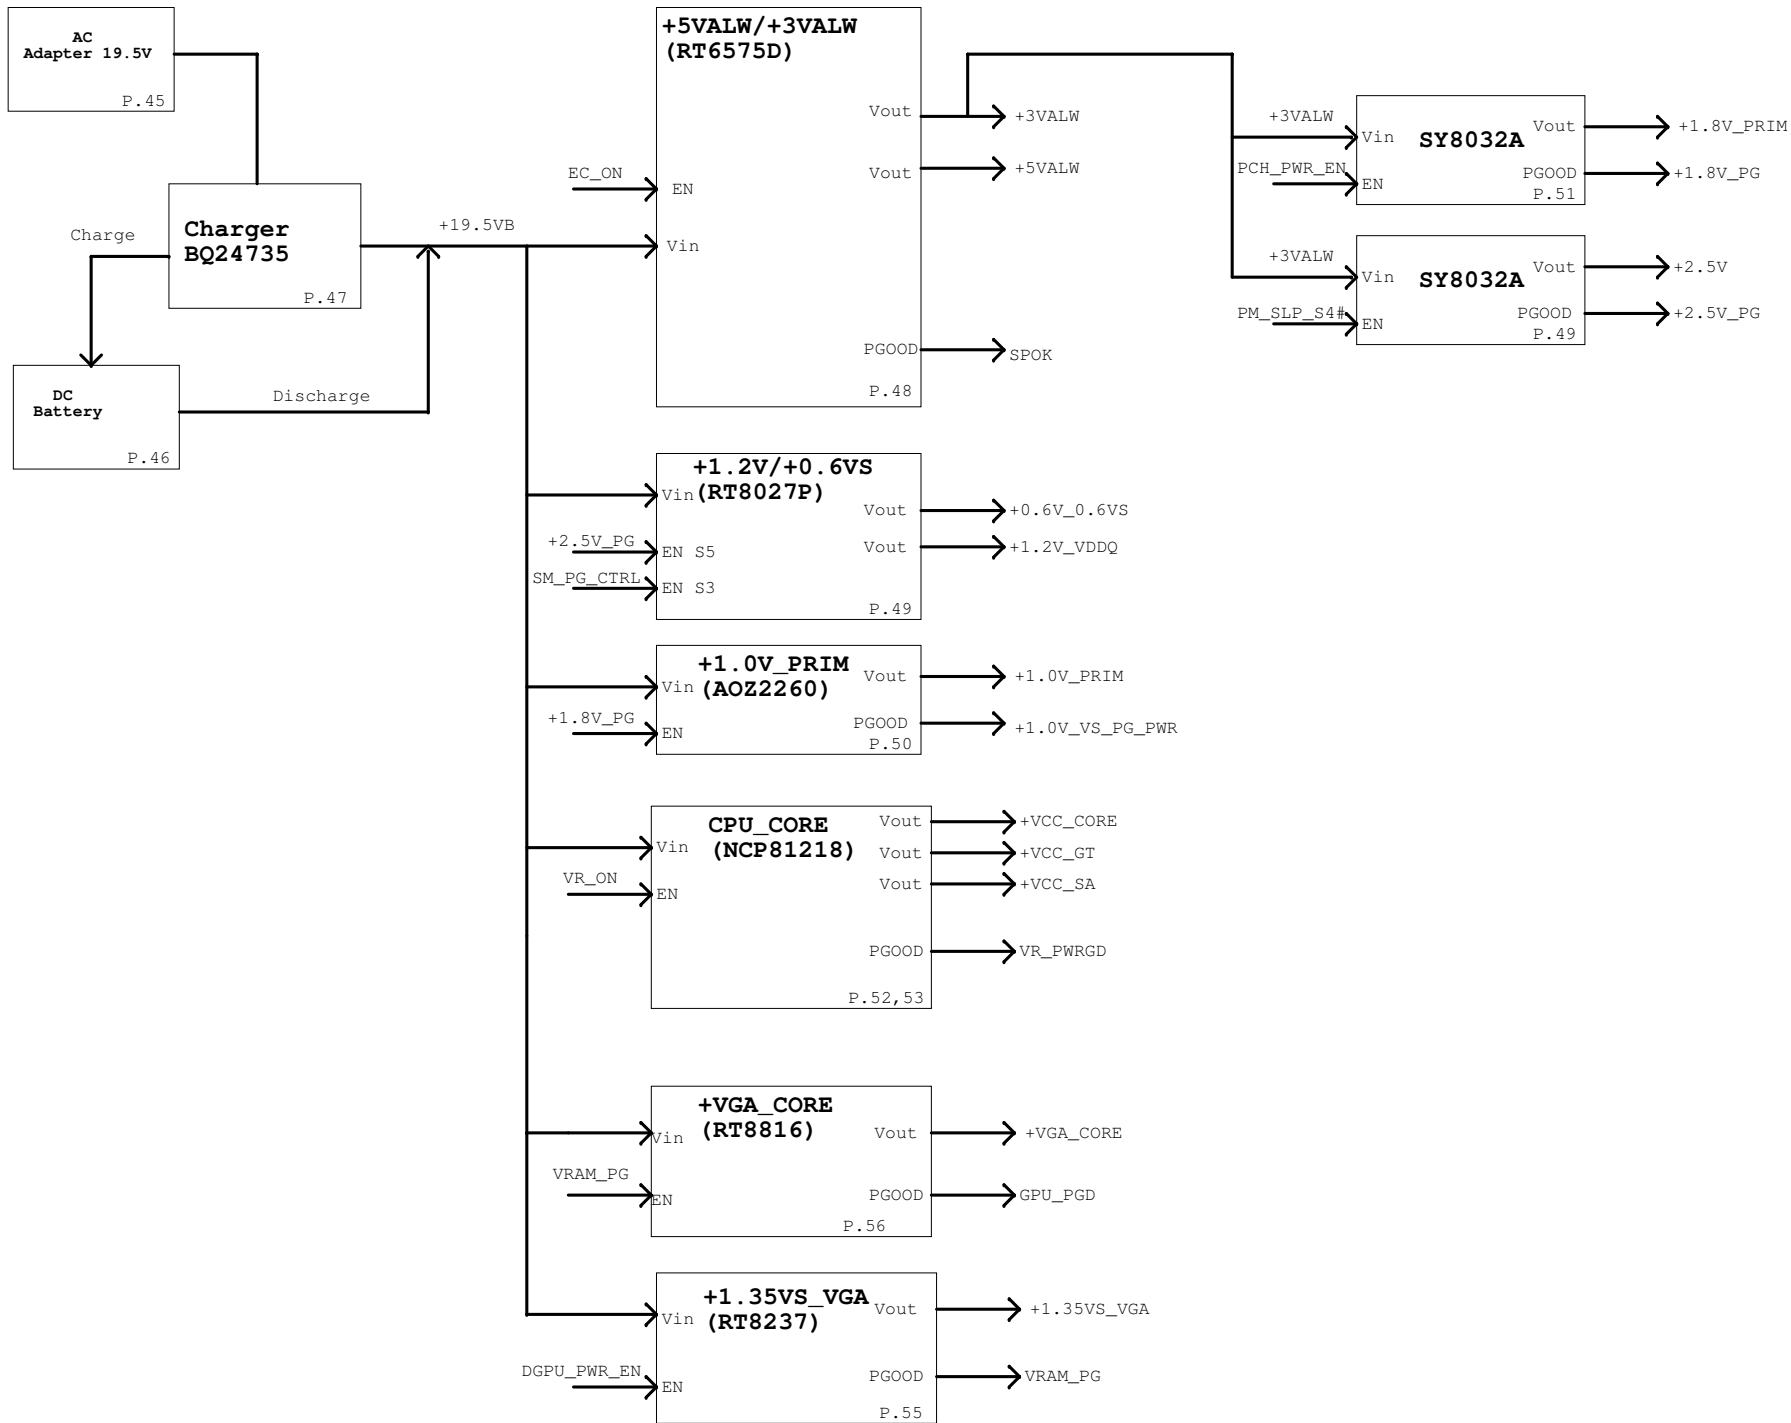 AC
Adapter 19.5V
P.45
Charger
BQ24735
P.47
Charge
+19.5VB
DC
Battery
P.46
Discharge
+5VALW/+3VALW
(RT6575D)
Vout
+3VALW
Vout
+5VALW
EC_ON
EN
Vin
PGOOD
SPOK
P.48
+3VALW
Vin
SY8032A
Vout
+1.8V_PRIM
PCH_PWR_EN
EN
PGOOD
+1.8V_PG
P.51
+3VALW
Vin
SY8032A
Vout
+2.5V
PM_SLP_S4#
EN
PGOOD
+2.5V_PG
P.49
+1.2V/+0.6VS
Vin (RT8027P)
Vout
+0.6V_0.6VS
+2.5V_PG
EN S5
Vout
+1.2V_VDDQ
SM_PG_CTRL
EN S3
P.49
+1.0V_PRIM
Vin (AOZ2260)
Vout
+1.0V_PRIM
+1.8V_PG
EN
PGOOD
+1.0V_VS_PG_PWR
P.50
CPU_CORE
(NCP81218)
Vin
Vout
+VCC_CORE
Vout
+VCC_GT
Vout
+VCC_SA
VR_ON
EN
PGOOD
VR_PWRGD
P.52,53
+VGA_CORE
(RT8816)
Vin
Vout
+VGA_CORE
VRAM_PG
EN
PGOOD
GPU_PGD
P.56
+1.35VS_VGA
(RT8237)
Vin
Vout
+1.35VS_VGA
DGPU_PWR_EN
EN
PGOOD
VRAM_PG
P.55